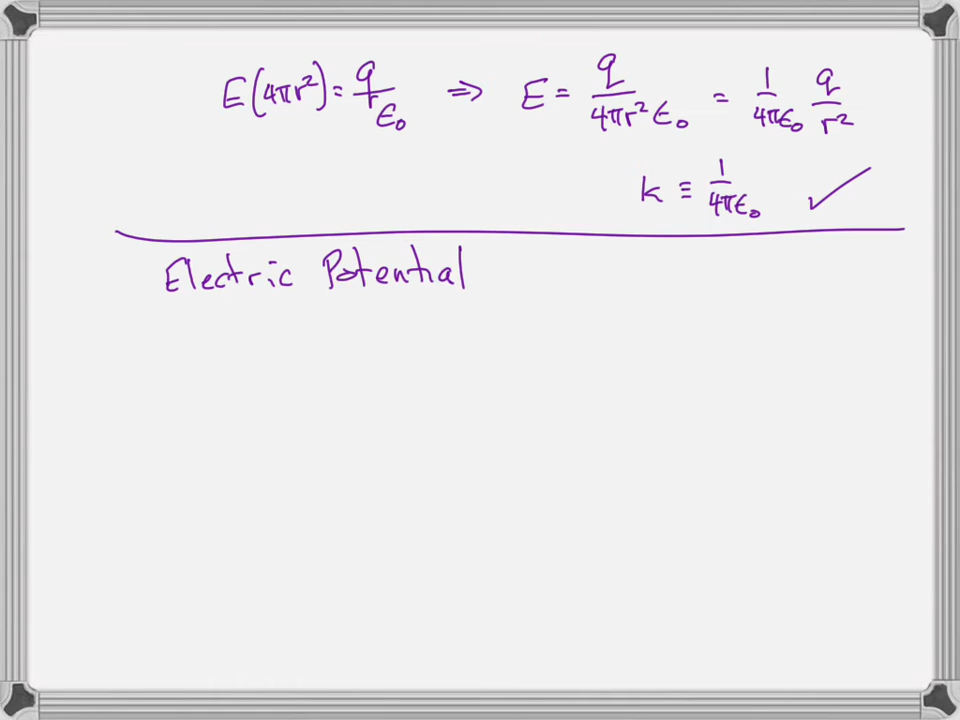 E(4πr²) = q/ε₀ ⇒ E = q/4πr²ε₀ = 1/4πε₀ q/r²
k ≡ 1/4πε₀ ✓
Electric Potential